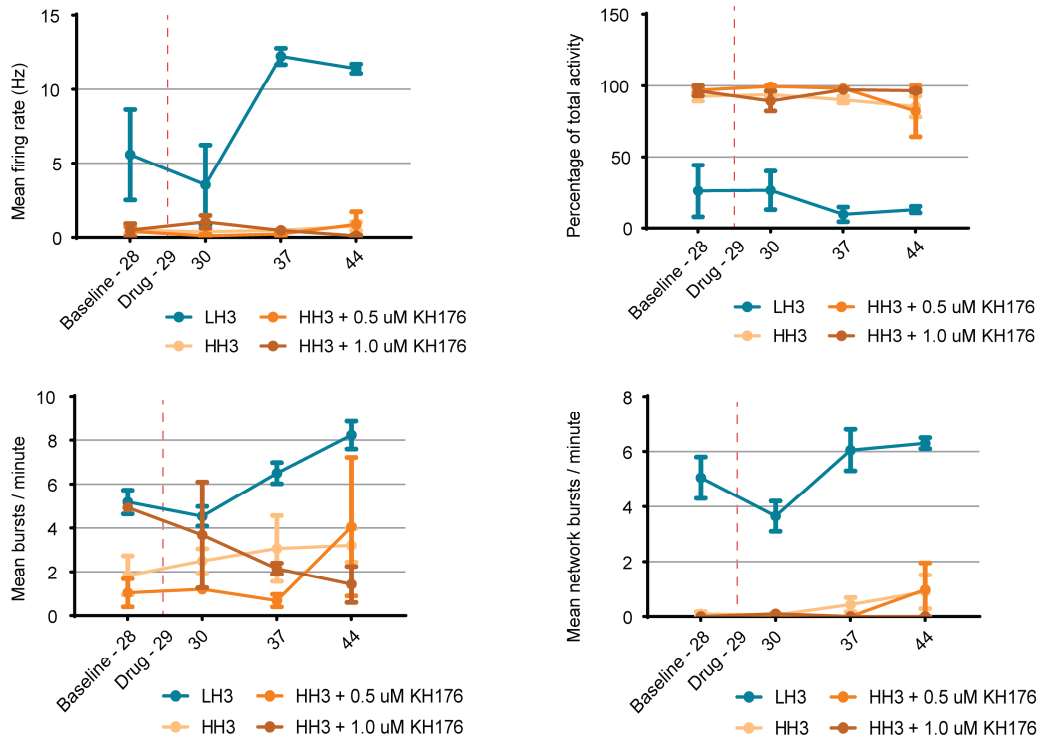 Mean firing rate (Hz)
15
10
5
0
Baseline - 28
Drug - 29
30
37
44
LH3
HH3 + 0.5 uM KH176
HH3
HH3 + 1.0 uM KH176
Percentage of total activity
150
100
50
0
Baseline - 28
Drug - 29
30
37
44
LH3
HH3 + 0.5 uM KH176
HH3
HH3 + 1.0 uM KH176
Mean bursts / minute
10
8
6
4
2
0
Baseline - 28
Drug - 29
30
37
44
LH3
HH3 + 0.5 uM KH176
HH3
HH3 + 1.0 uM KH176
Mean network bursts / minute
8
6
4
2
0
Baseline - 28
Drug - 29
30
37
44
LH3
HH3 + 0.5 uM KH176
HH3
HH3 + 1.0 uM KH176